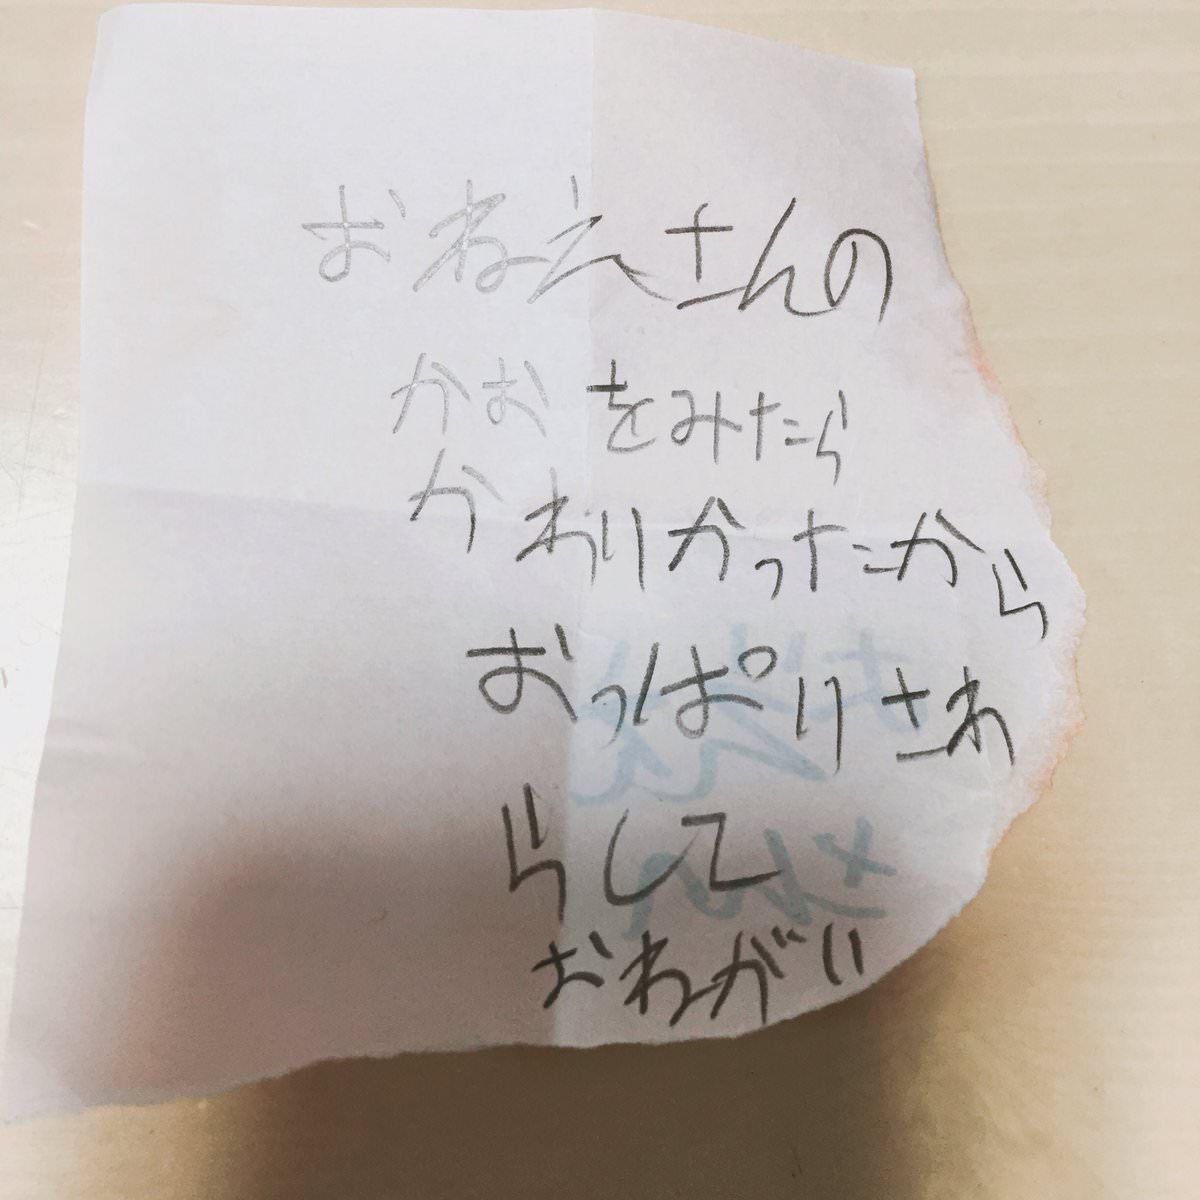 おねえさんの
かおをみたら
かわいかったから
おっぱいさわ
らして
おねがい